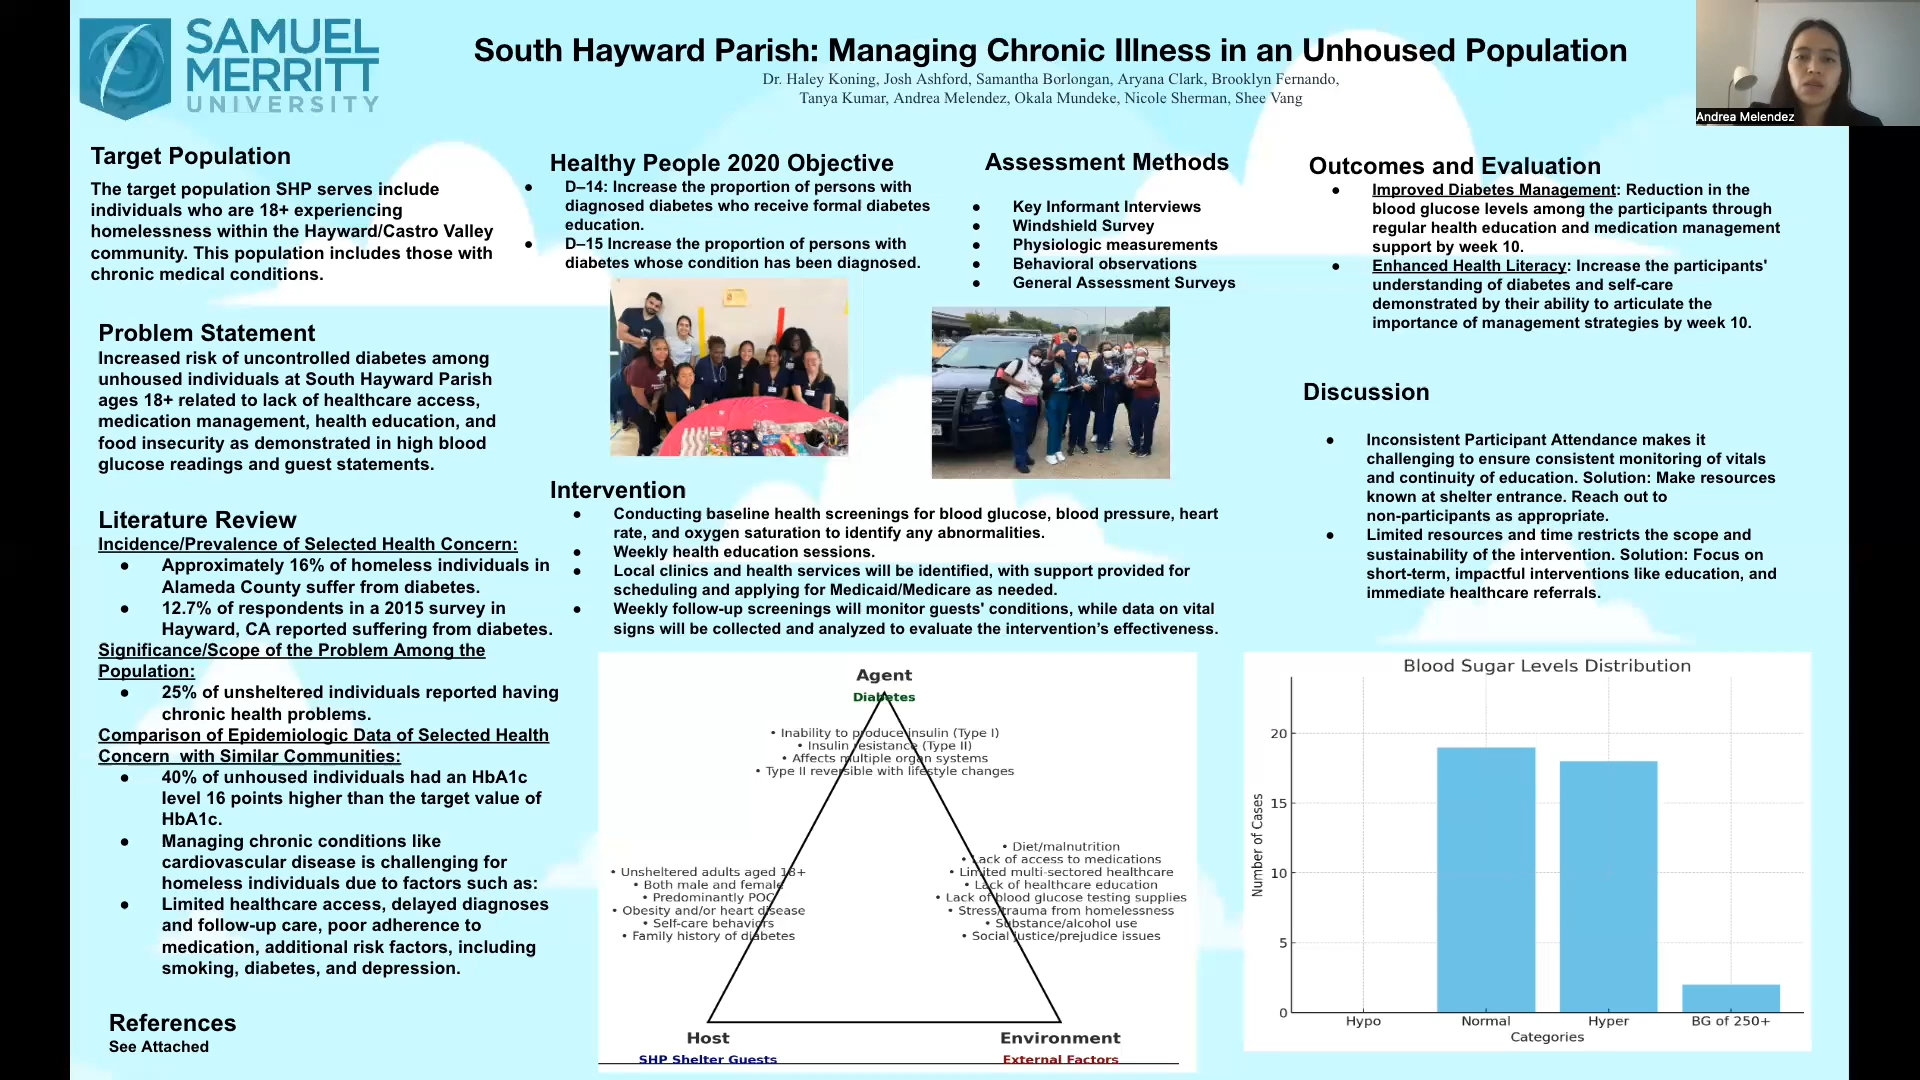 SAMUEL
MERRITT
UNIVERSITY
South Hayward Parish: Managing Chronic Illness in an Unhoused Population
Dr. Haley Koning, Josh Ashford, Samantha Borlongan, Aryana Clark, Brooklyn Fernando,
Tanya Kumar, Andrea Melendez, Okala Mundeke, Nicole Sherman, Shee Vang
Andrea Melendez
Target Population
The target population SHP serves include
individuals who are 18+ experiencing
homelessness within the Hayward/Castro Valley
community. This population includes those with
chronic medical conditions.
Problem Statement
Increased risk of uncontrolled diabetes among
unhoused individuals at South Hayward Parish
ages 18+ related to lack of healthcare access,
medication management, health education, and
food insecurity as demonstrated in high blood
glucose readings and guest statements.
Literature Review
Incidence/Prevalence of Selected Health Concern:
● Approximately 16% of homeless individuals in
Alameda County suffer from diabetes.
● 12.7% of respondents in a 2015 survey in
Hayward, CA reported suffering from diabetes.
Significance/Scope of the Problem Among the
Population:
● 25% of unsheltered individuals reported having
chronic health problems.
Comparison of Epidemiologic Data of Selected Health
Concern with Similar Communities:
● 40% of unhoused individuals had an HbA1c
level 16 points higher than the target value of
HbA1c.
● Managing chronic conditions like
cardiovascular disease is challenging for
homeless individuals due to factors such as:
● Limited healthcare access, delayed diagnoses
and follow-up care, poor adherence to
medication, additional risk factors, including
smoking, diabetes, and depression.
References
See Attached
Healthy People 2020 Objective
● D–14: Increase the proportion of persons with
diagnosed diabetes who receive formal diabetes
education.
● D–15 Increase the proportion of persons with
diabetes whose condition has been diagnosed.
Assessment Methods
● Key Informant Interviews
● Windshield Survey
● Physiologic measurements
● Behavioral observations
● General Assessment Surveys
Intervention
● Conducting baseline health screenings for blood glucose, blood pressure, heart
rate, and oxygen saturation to identify any abnormalities.
● Weekly health education sessions.
● Local clinics and health services will be identified, with support provided for
scheduling and applying for Medicaid/Medicare as needed.
● Weekly follow-up screenings will monitor guests' conditions, while data on vital
signs will be collected and analyzed to evaluate the intervention’s effectiveness.
Agent
Diabetes
• Inability to produce insulin (Type I)
• Insulin resistance (Type II)
• Affects multiple organ systems
• Type II reversible with lifestyle changes
• Unsheltered adults aged 18+
• Both male and female
• Predominantly POC
• Obesity and/or heart disease
• Self-care behaviors
• Family history of diabetes
• Diet/malnutrition
• Lack of access to medications
• Limited multi-sectored healthcare
• Lack of healthcare education
• Lack of blood glucose testing supplies
• Stress/trauma from homelessness
• Substance/alcohol use
• Social justice/prejudice issues
Host
SHP Shelter Guests
Environment
External Factors
Outcomes and Evaluation
● Improved Diabetes Management: Reduction in the
blood glucose levels among the participants through
regular health education and medication management
support by week 10.
● Enhanced Health Literacy: Increase the participants'
understanding of diabetes and self-care
demonstrated by their ability to articulate the
importance of management strategies by week 10.
Discussion
● Inconsistent Participant Attendance makes it
challenging to ensure consistent monitoring of vitals
and continuity of education. Solution: Make resources
known at shelter entrance. Reach out to
non-participants as appropriate.
● Limited resources and time restricts the scope and
sustainability of the intervention. Solution: Focus on
short-term, impactful interventions like education, and
immediate healthcare referrals.
Blood Sugar Levels Distribution
Number of Cases
20
15
10
5
0
Hypo Normal Hyper BG of 250+
Categories